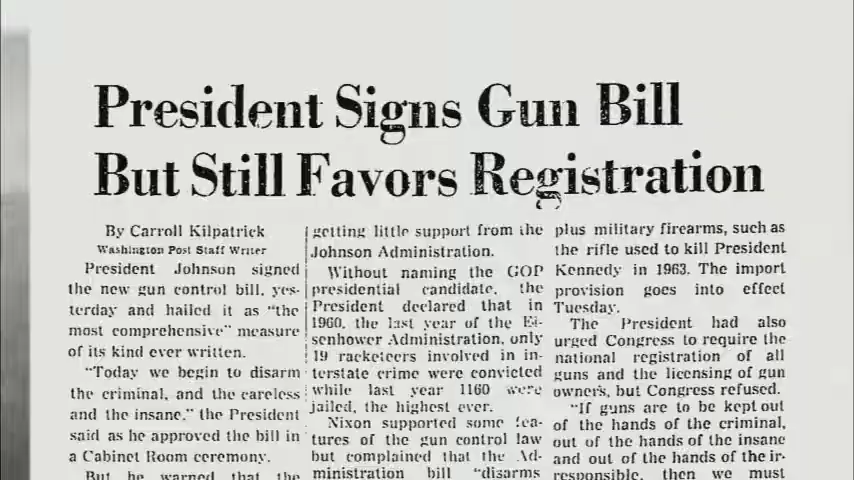 President Signs Gun Bill
But Still Favors Registration
By Carroll Kilpatrick
Washington Post Staff Writer
President Johnson signed
the new gun control bill, yes-
terday and hailed it as "the
most comprehensive" measure
of its kind ever written.
"Today we begin to disarm
the criminal, and the careless
and the insane," the President
said as he approved the bill in
a Cabinet Room ceremony.
But he warned that the
getting little support from the
Johnson Administration.
Without naming the GOP
presidential candidate, the
President declared that in
1960, the last year of the Ei-
senhower Administration, only
19 racketeers involved in in-
terstate crime were convicted
while last year 1160 were
jailed, the highest ever.
Nixon supported some fea-
tures of the gun control law
but complained that the Ad-
ministration bill "disarms
plus military firearms, such as
the rifle used to kill President
Kennedy in 1963. The import
provision goes into effect
Tuesday.
The President had also
urged Congress to require the
national registration of all
guns and the licensing of gun
owners, but Congress refused.
"If guns are to be kept out
of the hands of the criminal,
out of the hands of the insane
and out of the hands of the ir-
responsible, then we must